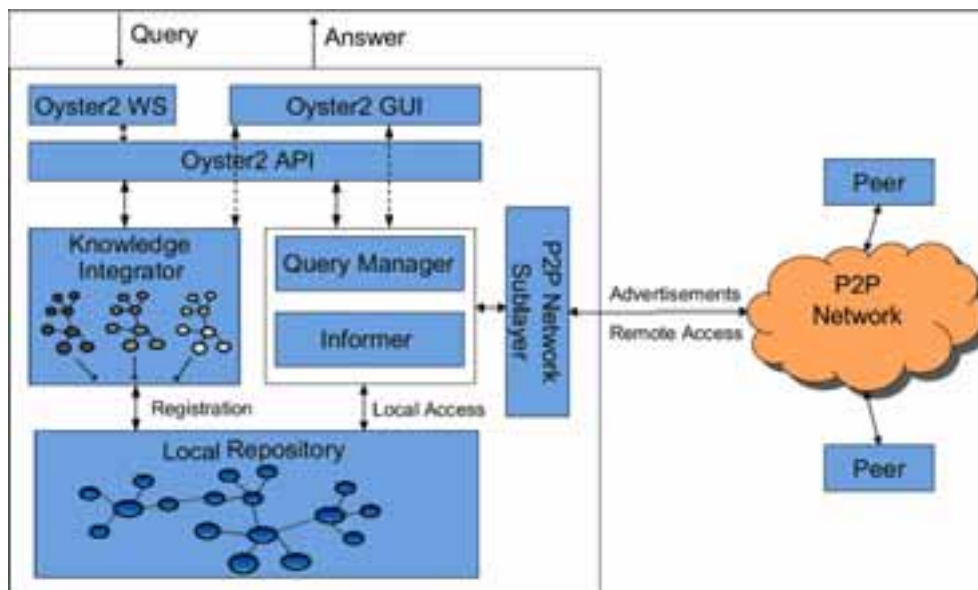 Query
Answer
Oyster2 WS
Oyster2 GUI
Oyster2 API
Knowledge
Integrator
Query Manager
Informer
P2P Network
Sublayer
Advertisements
Remote Access
Peer
P2P
Network
Peer
Registration
Local Access
Local Repository